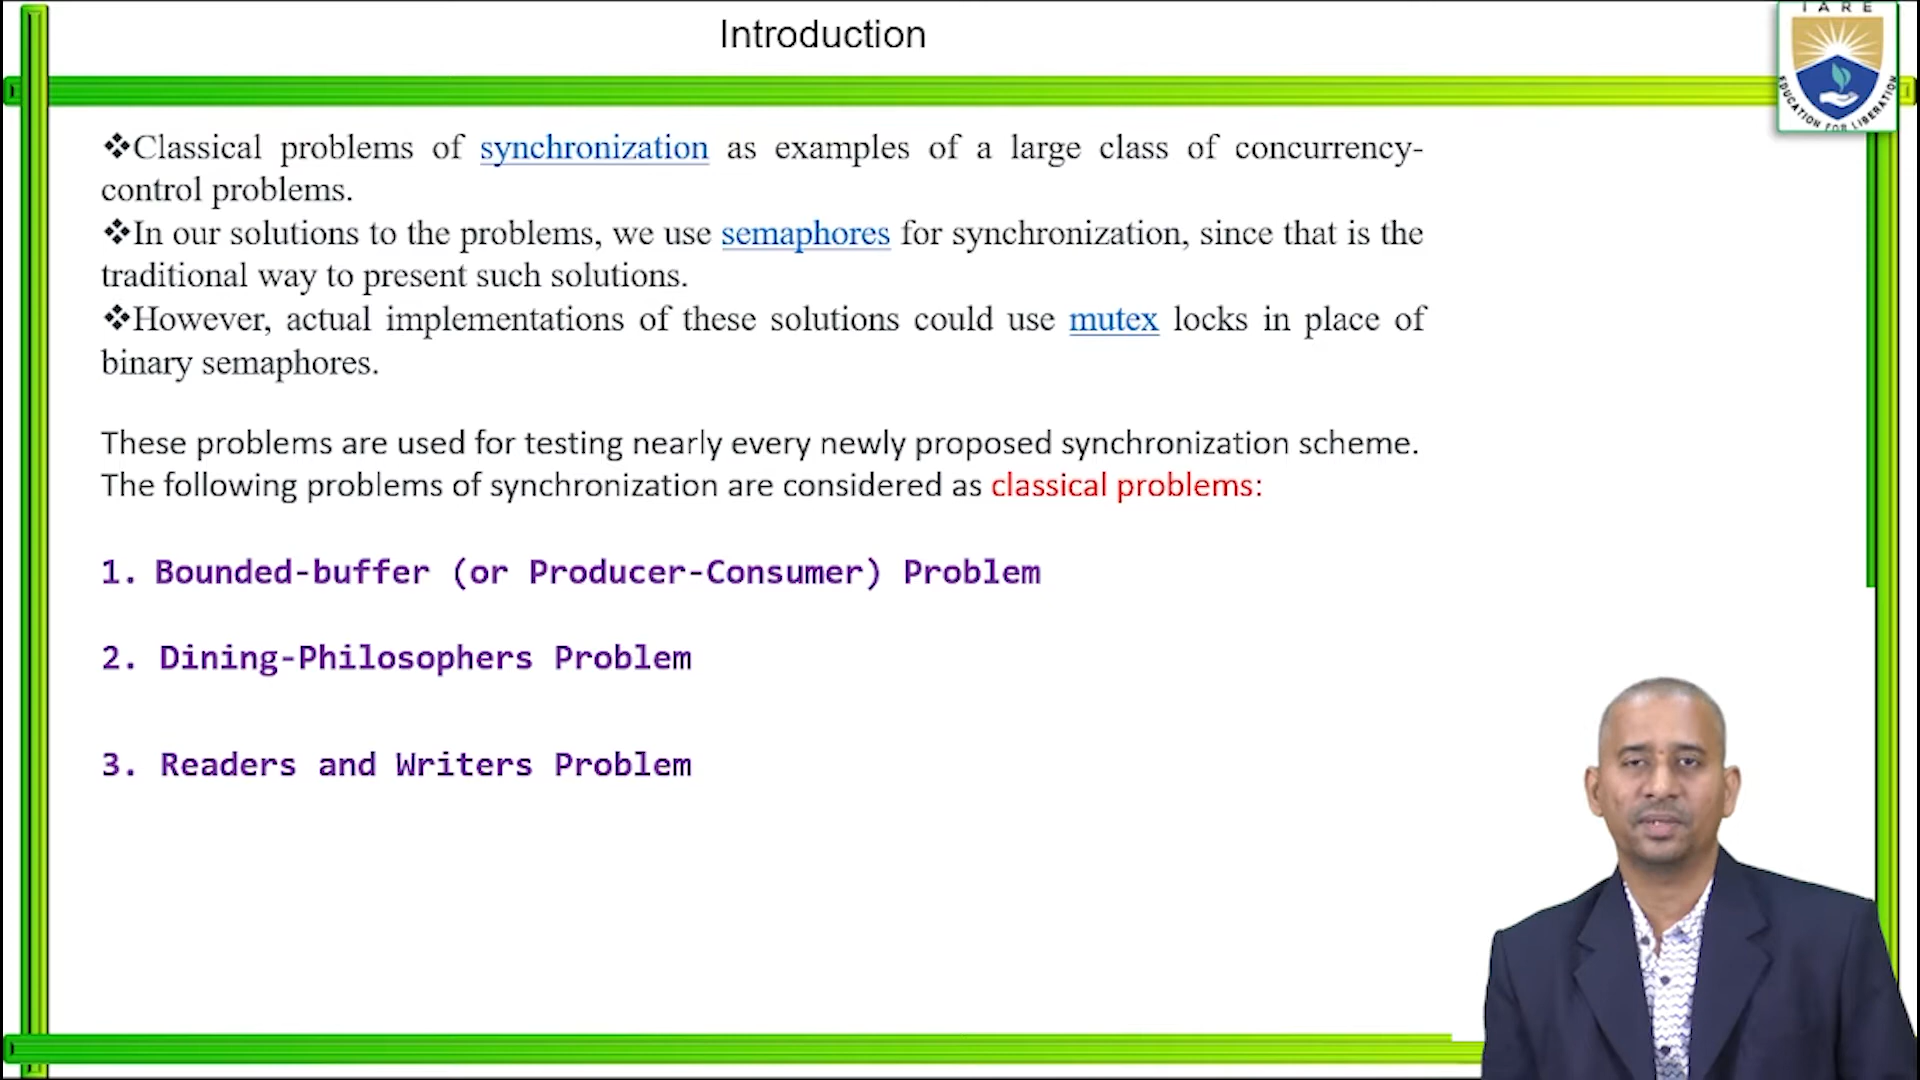 Introduction
IARE
EDUCATION FOR LIBERATION
❖Classical problems of synchronization as examples of a large class of concurrency-
control problems.
❖In our solutions to the problems, we use semaphores for synchronization, since that is the
traditional way to present such solutions.
❖However, actual implementations of these solutions could use mutex locks in place of
binary semaphores.
These problems are used for testing nearly every newly proposed synchronization scheme.
The following problems of synchronization are considered as classical problems:
1. Bounded-buffer (or Producer-Consumer) Problem
2. Dining-Philosophers Problem
3. Readers and Writers Problem